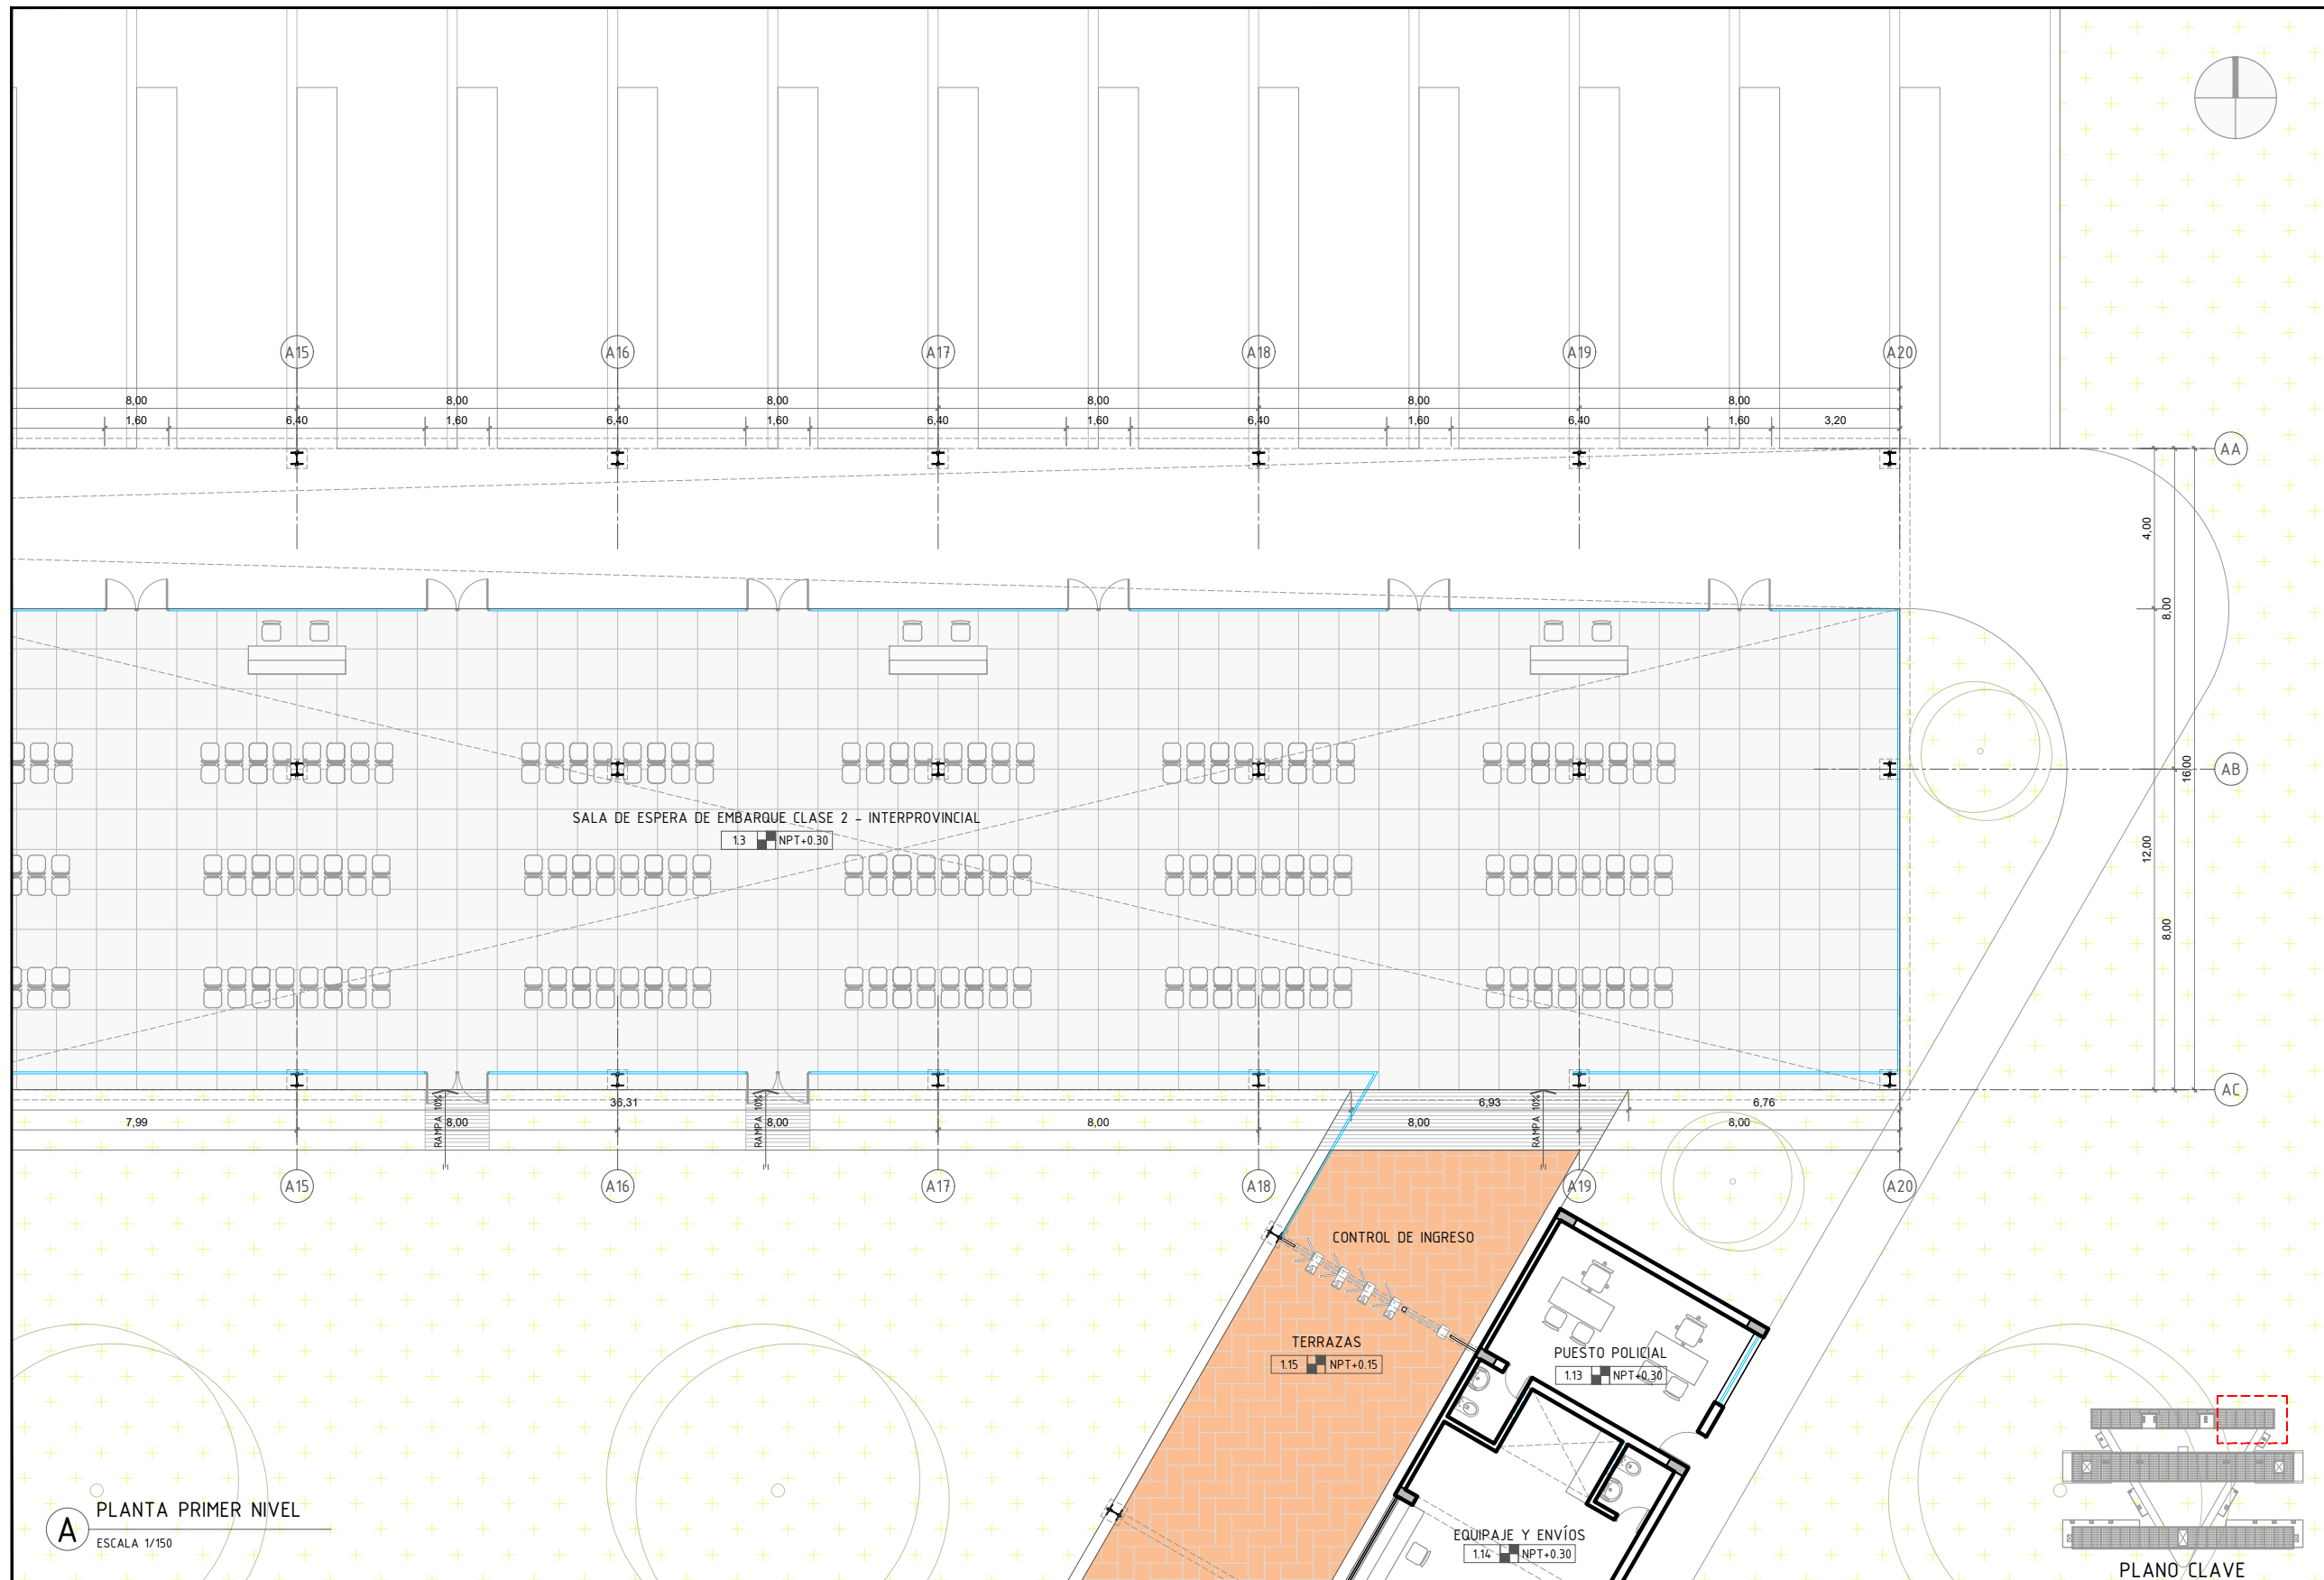 A15 A16 A17 A18 A19 A20
8,00 8,00 8,00 8,00 8,00 8,00
1,60 6,40 1,60 6,40 1,60 6,40 1,60 6,40 1,60 6,40 1,60 3,20
AA
4,00
8,00
AB
16,00
SALA DE ESPERA DE EMBARQUE CLASE 2 - INTERPROVINCIAL
1.3 NPT+0.30
12,00
8,00
AC
RAMPA 10% RAMPA 10% RAMPA 10%
36,31 6,93 6,76
7,99 8,00 8,00 8,00 8,00 8,00
A15 A16 A17 A18 A19 A20
CONTROL DE INGRESO
TERRAZAS
1.15 NPT+0.15
PUESTO POLICIAL
1.13 NPT+0.30
EQUIPAJE Y ENVÍOS
1.14 NPT+0.30
A PLANTA PRIMER NIVEL
ESCALA 1/150
PLANO CLAVE